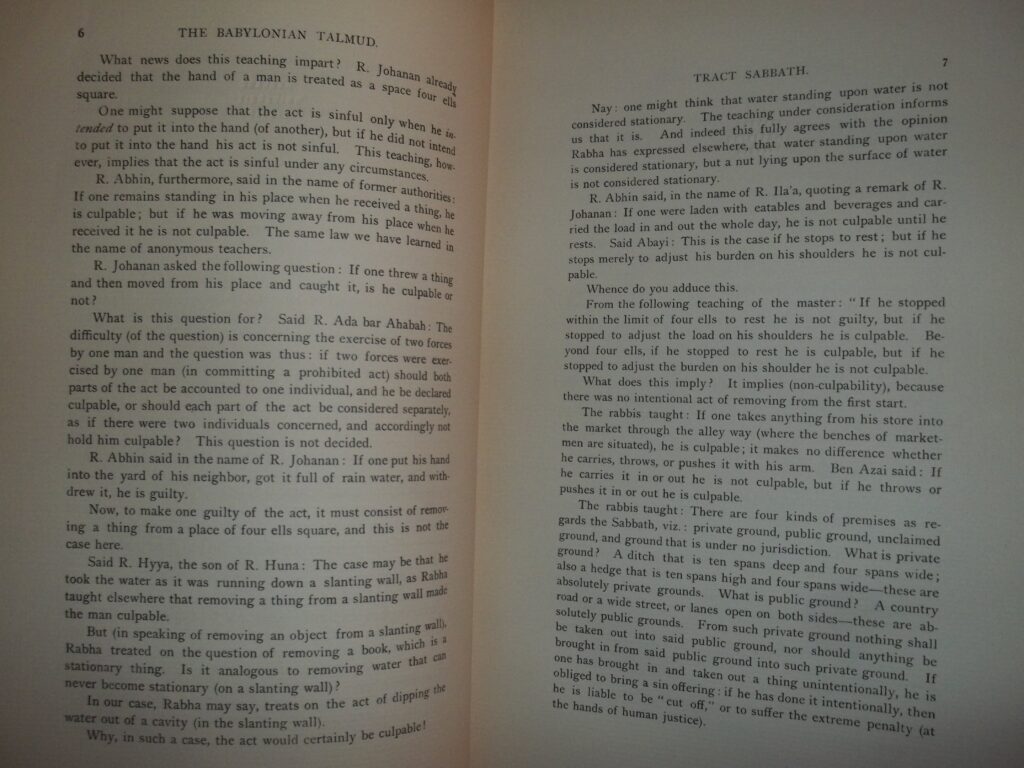 6
THE BABYLONIAN TALMUD.
What news does this teaching impart? R. Johanan already
decided that the hand of a man is treated as a space four ells
square.
One might suppose that the act is sinful only when he in-
tended to put it into the hand (of another), but if he did not intend
to put it into the hand his act is not sinful. This teaching, how-
ever, implies that the act is sinful under any circumstances.
R. Abhin, furthermore, said in the name of former authorities:
If one remains standing in his place when he received a thing, he
is culpable; but if he was moving away from his place when he
received it he is not culpable. The same law we have learned in
the name of anonymous teachers.
R. Johanan asked the following question: If one threw a thing
and then moved from his place and caught it, is he culpable or
not?
What is this question for? Said R. Ada bar Ahabah: The
difficulty (of the question) is concerning the exercise of two forces
by one man and the question was thus: if two forces were exer-
cised by one man (in committing a prohibited act) should both
parts of the act be accounted to one individual, and he be declared
culpable, or should each part of the act be considered separately,
as if there were two individuals concerned, and accordingly not
hold him culpable? This question is not decided.
R. Abhin said in the name of R. Johanan: If one put his hand
into the yard of his neighbor, got it full of rain water, and with-
drew it, he is guilty.
Now, to make one guilty of the act, it must consist of remov-
ing a thing from a place of four ells square, and this is not the
case here.
Said R. Hyya, the son of R. Huna: The case may be that he
took the water as it was running down a slanting wall, as Rabha
taught elsewhere that removing a thing from a slanting wall made
the man culpable.
But (in speaking of removing an object from a slanting wall),
Rabha treated on the question of removing a book, which is a
stationary thing. Is it analogous to removing water that can
never become stationary (on a slanting wall)?
In our case, Rabha may say, treats on the act of dipping the
water out of a cavity (in the slanting wall).
Why, in such a case, the act would certainly be culpable!
TRACT SABBATH.
7
Nay: one might think that water standing upon water is not
considered stationary. The teaching under consideration informs
us that it is. And indeed this fully agrees with the opinion
Rabha has expressed elsewhere, that water standing upon water
is considered stationary, but a nut lying upon the surface of water
is not considered stationary.
R. Abhin said, in the name of R. Ila'a, quoting a remark of R.
Johanan: If one were laden with eatables and beverages and car-
ried the load in and out the whole day, he is not culpable until he
rests. Said Abayi: This is the case if he stops to rest; but if he
stops merely to adjust his burden on his shoulders he is not cul-
pable.
Whence do you adduce this.
From the following teaching of the master: "If he stopped
within the limit of four ells to rest he is not guilty, but if he
stopped to adjust the load on his shoulders he is culpable. Be-
yond four ells, if he stopped to rest he is culpable, but if he
stopped to adjust the burden on his shoulder he is not culpable.
What does this imply? It implies (non-culpability), because
there was no intentional act of removing from the first start.
The rabbis taught: If one takes anything from his store into
the market through the alley way (where the benches of market-
men are situated), he is culpable; it makes no difference whether
he carries, throws, or pushes it with his arm. Ben Azai said: If
he carries it in or out he is not culpable, but if he throws or
pushes it in or out he is culpable.
The rabbis taught: There are four kinds of premises as re-
gards the Sabbath, viz.: private ground, public ground, unclaimed
ground, and ground that is under no jurisdiction. What is private
ground? A ditch that is ten spans deep and four spans wide;
also a hedge that is ten spans high and four spans wide—these are
absolutely private grounds. What is public ground? A country
road or a wide street, or lanes open on both sides—these are ab-
solutely public grounds. From such private ground nothing shall
be taken out into said public ground, nor should anything be
brought in from said public ground into such private ground. If
one has brought in and taken out a thing unintentionally, he is
obliged to bring a sin offering: if he has done it intentionally, then
he is liable to be "cut off," or to suffer the extreme penalty (at
the hands of human justice).